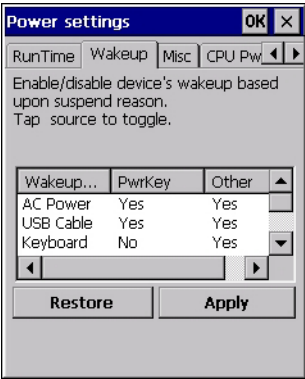 Power settings OK ×
RunTime Wakeup Misc CPU Pw
Enable/disable device's wakeup based
upon suspend reason.
Tap source to toggle.
Wakeup... PwrKey Other
AC Power Yes Yes
USB Cable Yes Yes
Keyboard No Yes
Restore Apply